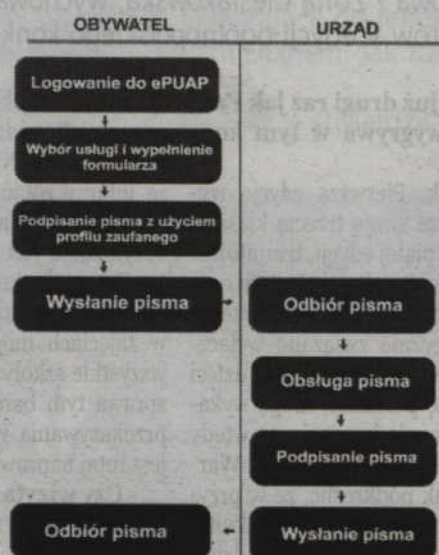 OBYWATEL
URZĄD
Logowanie do ePUAP
Wybór usługi i wypełnienie
formularza
Podpisanie pisma z użyciem
profilu zaufanego
Wysłanie pisma
Odbiór pisma
Obsługa pisma
Podpisanie pisma
Wysłanie pisma
Odbiór pisma